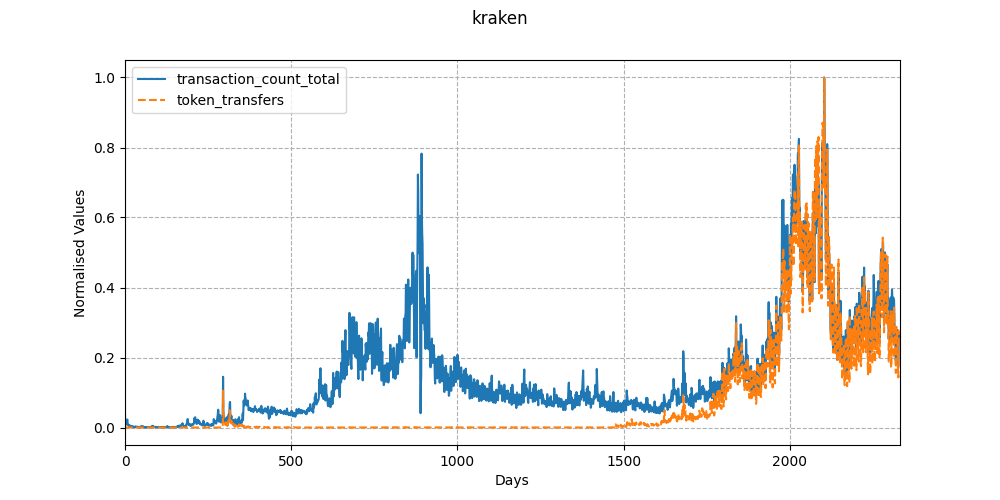 kraken
transaction_count_total
token_transfers
Normalised Values
1.0
0.8
0.6
0.4
0.2
0.0
0
500
1000
1500
2000
Days